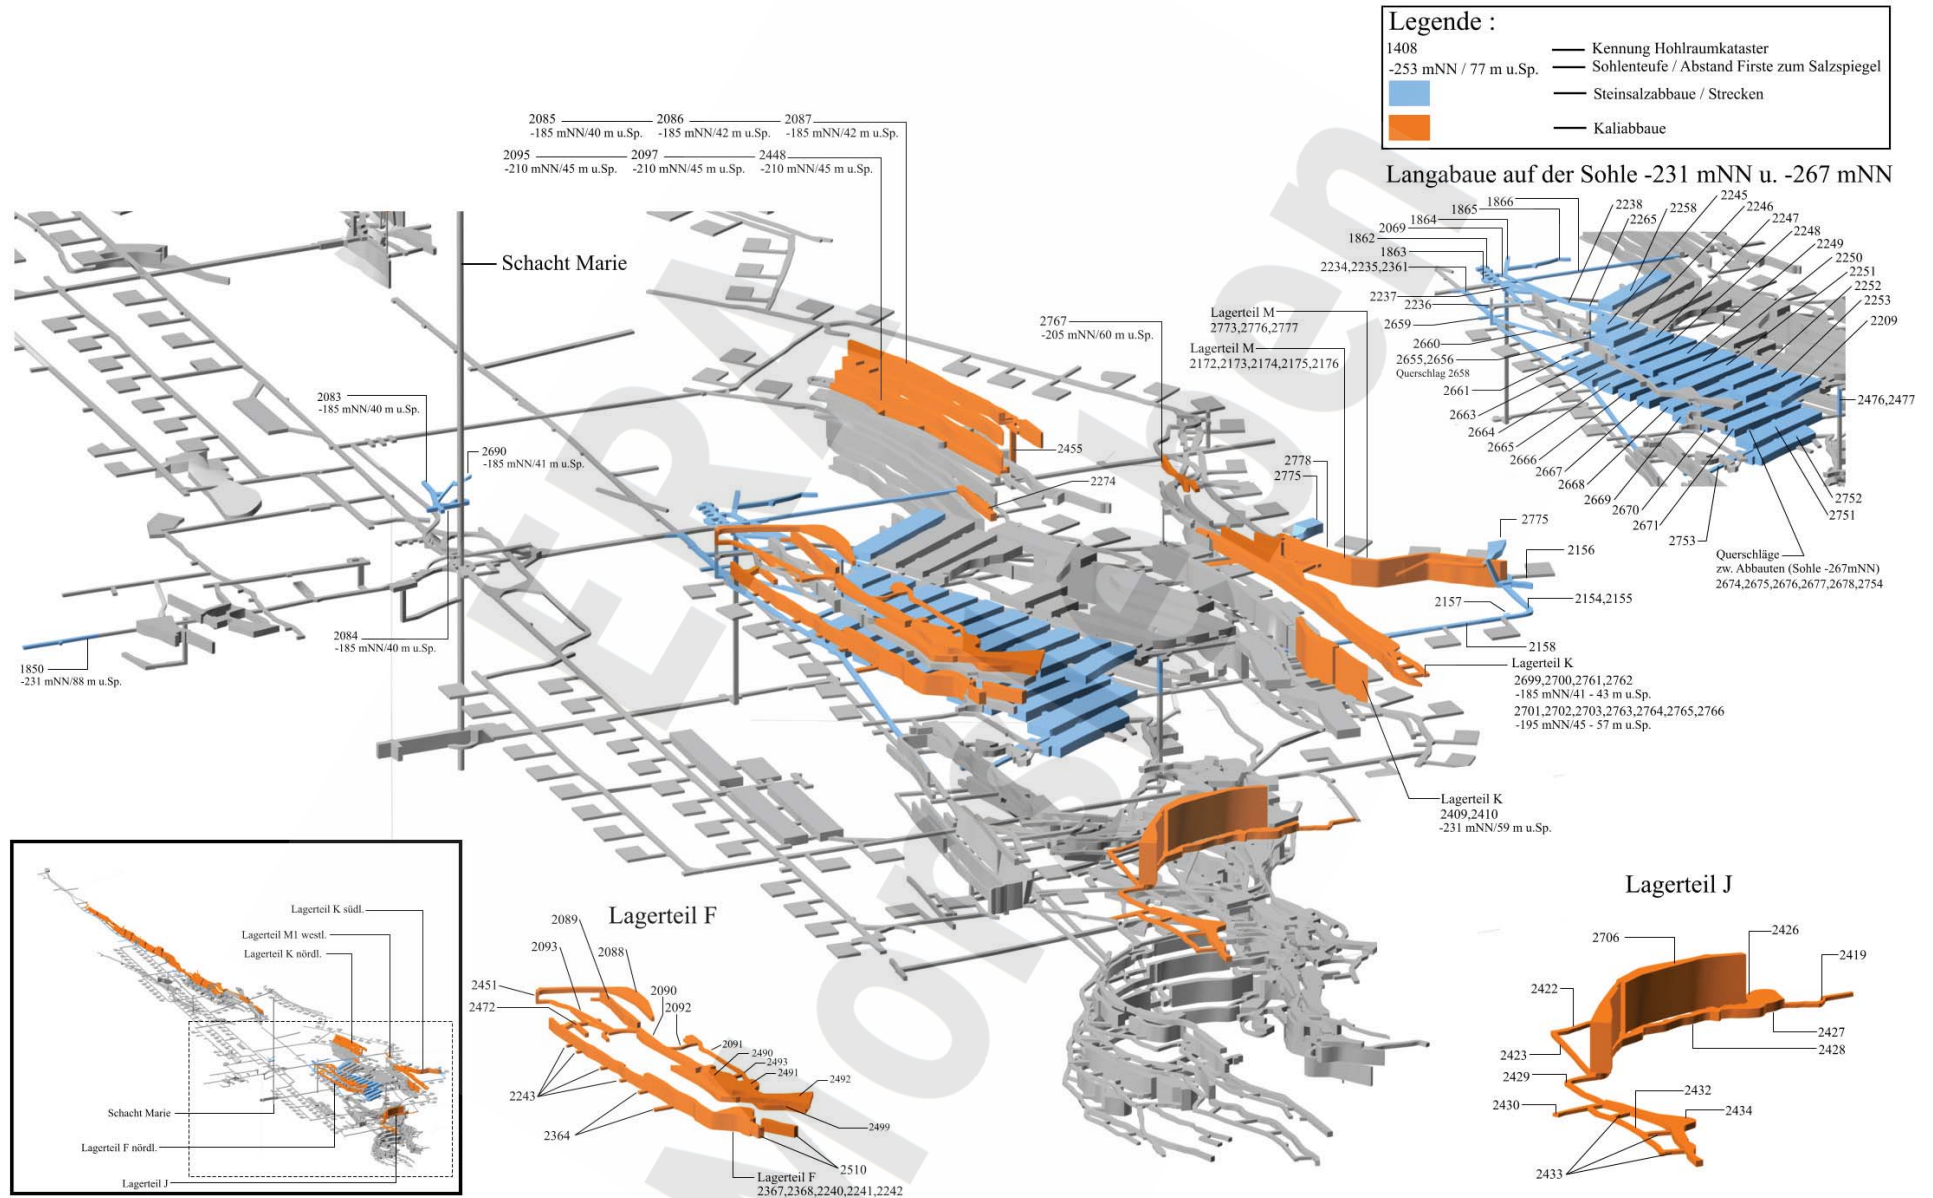 Legende :
1408
Kennung Hohlraumkataster
-253 mNN / 77 m u.Sp.
Sohlenteufe / Abstand Firste zum Salzspiegel
Steinsalzabbaue / Strecken
Kaliabbaue
2085
-185 mNN/40 m u.Sp.
2086
-185 mNN/42 m u.Sp.
2087
-185 mNN/42 m u.Sp.
2095
-210 mNN/45 m u.Sp.
2097
-210 mNN/45 m u.Sp.
2448
-210 mNN/45 m u.Sp.
Schacht Marie
2083
-185 mNN/40 m u.Sp.
2690
-185 mNN/41 m u.Sp.
2084
-185 mNN/40 m u.Sp.
1850
-231 mNN/88 m u.Sp.
2767
-205 mNN/60 m u.Sp.
2455
2274
Lagerteil M
2773,2776,2777
Lagerteil M
2172,2173,2174,2175,2176
2778
2775
2775
2156
2154,2155
2157
2158
Lagerteil K
2699,2700,2761,2762
-185 mNN/41 - 43 m u.Sp.
2701,2702,2703,2763,2764,2765,2766
-195 mNN/45 - 57 m u.Sp.
Lagerteil K
2409,2410
-231 mNN/59 m u.Sp.
Langabaue auf der Sohle -231 mNN u. -267 mNN
1866
1865
1864
2069
1862
1863
2234,2235,2361
2237
2236
2659
2660
2655,2656
Querschlag 2658
2661
2663
2664
2665
2666
2667
2668
2669
2670
2671
2753
2238
2265
2258
2245
2246
2247
2248
2249
2250
2251
2252
2253
2209
2476,2477
2752
2751
Querschläge
zw. Abbauten (Sohle -267mNN)
2674,2675,2676,2677,2678,2754
Lagerteil K südl.
Lagerteil M1 westl.
Lagerteil K nördl.
Schacht Marie
Lagerteil F nördl.
Lagerteil J
Lagerteil F
2089
2093
2088
2451
2472
2090
2092
2091
2490
2493
2491
2492
2243
2364
2499
2510
Lagerteil F
2367,2368,2240,2241,2242
Lagerteil J
2706
2426
2419
2422
2427
2428
2423
2429
2430
2432
2434
2433
ERA
Morsleben